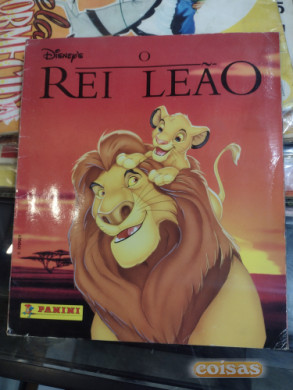 Disney's
O
REI LEÃO
PANINI
coisas